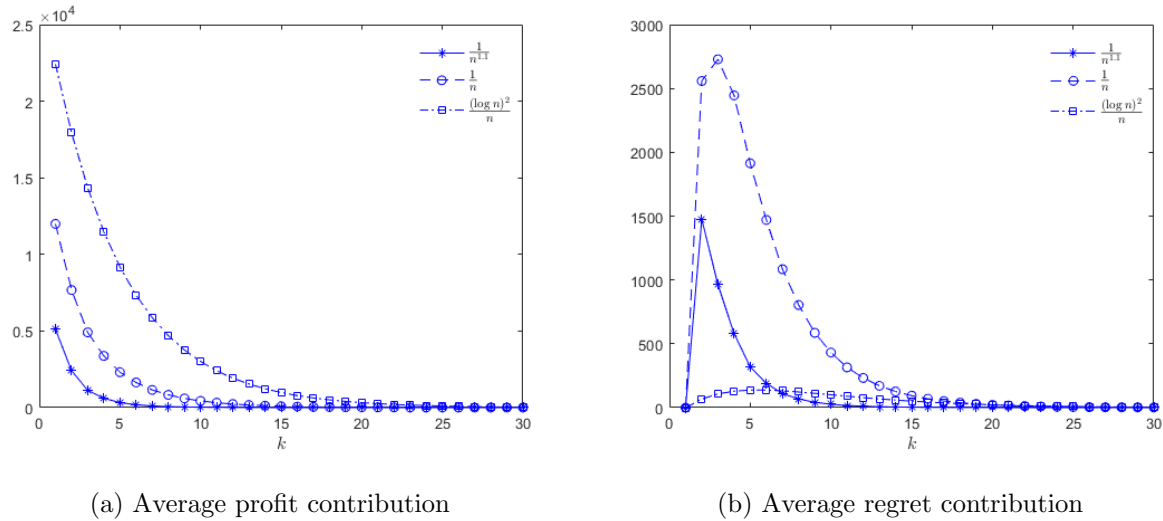 ×10⁴
2.5
2
1.5
1
0.5
0
0 5 10 15 20 25 30
k
1/n^{1.1}
1/n
(log n)²/n
(a) Average profit contribution
3000
2500
2000
1500
1000
500
0
0 5 10 15 20 25 30
k
1/n^{1.1}
1/n
(log n)²/n
(b) Average regret contribution